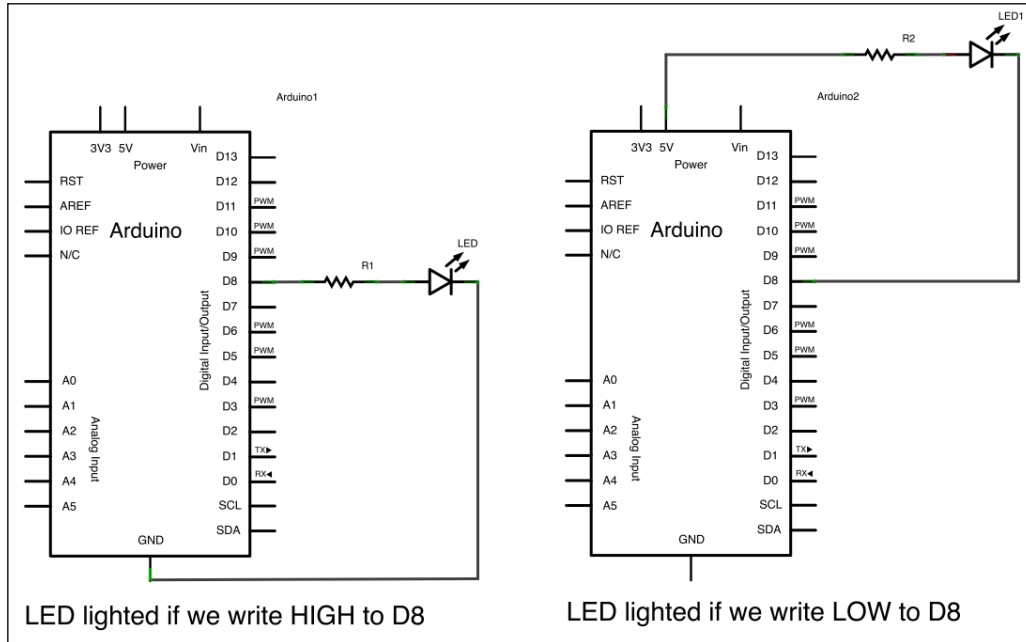 Arduino1
3V3 5V Vin
Power
RST
AREF
IO REF
N/C
Arduino
D13
D12
D11 PWM
D10 PWM
D9 PWM
D8
D7
D6 PWM
D5 PWM
D4
D3 PWM
D2
D1 TX▶
D0 RX◀
SCL
SDA
Digital Input/Output
A0
A1
A2
A3
A4
A5
Analog Input
GND
R1
LED
LED lighted if we write HIGH to D8
LED1
R2
Arduino2
3V3 5V Vin
Power
RST
AREF
IO REF
N/C
Arduino
D13
D12
D11 PWM
D10 PWM
D9 PWM
D8
D7
D6 PWM
D5 PWM
D4
D3 PWM
D2
D1 TX▶
D0 RX◀
SCL
SDA
Digital Input/Output
A0
A1
A2
A3
A4
A5
Analog Input
GND
LED lighted if we write LOW to D8